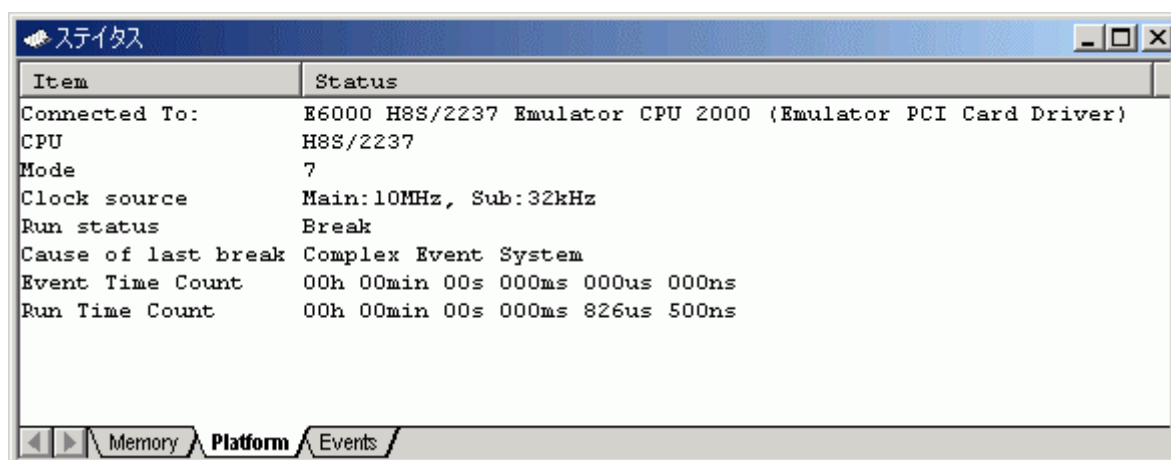 ステイタス
Item Status
Connected To: E6000 H8S/2237 Emulator CPU 2000 (Emulator PCI Card Driver)
CPU H8S/2237
Mode 7
Clock source Main:10MHz, Sub:32kHz
Run status Break
Cause of last break Complex Event System
Event Time Count 00h 00min 00s 000ms 000us 000ns
Run Time Count 00h 00min 00s 000ms 826us 500ns
Memory Platform Events